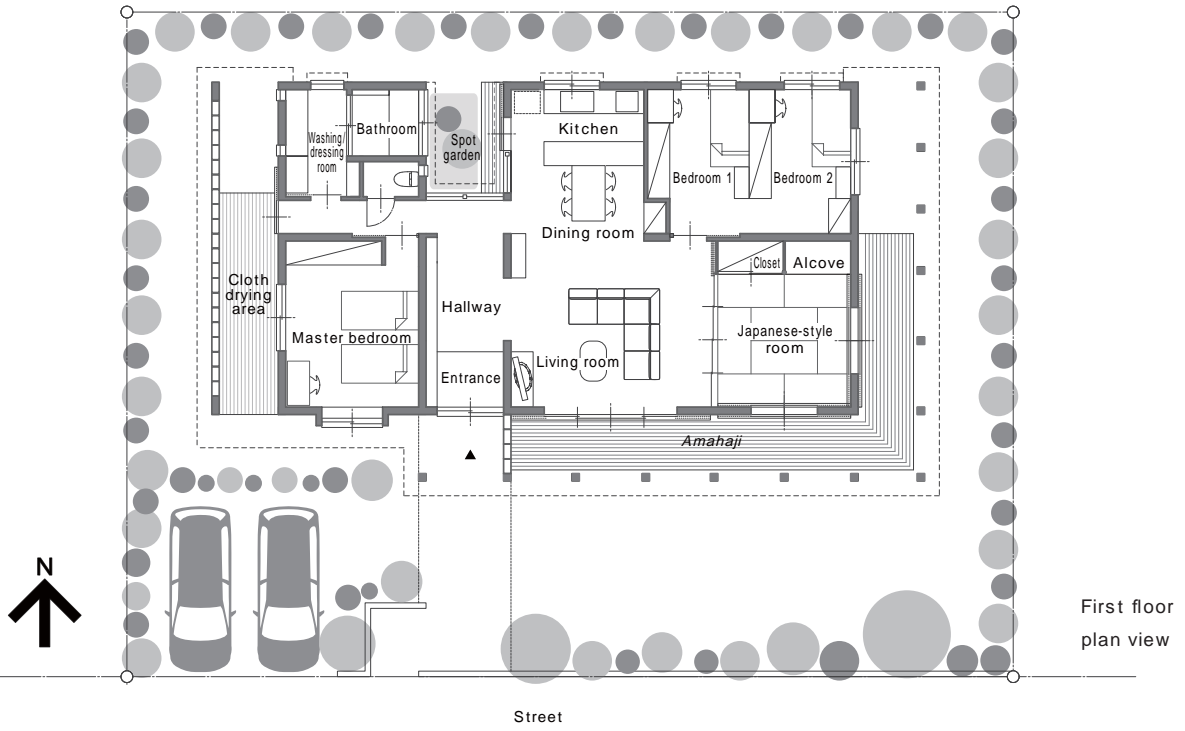 Washing/
dressing
room
Bathroom
Spot
garden
Kitchen
Bedroom 1
Bedroom 2
Dining room
Cloth
drying
area
Hallway
Closet
Alcove
Master bedroom
Living room
Japanese-style
room
Entrance
Amahaji
N
First floor
plan view
Street